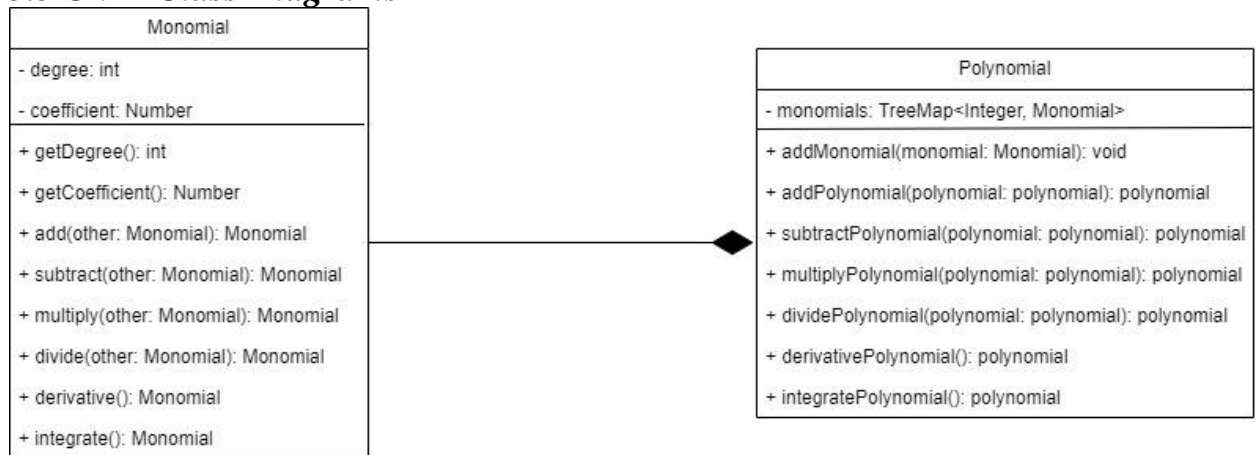 Monomial
- degree: int
- coefficient: Number
+ getDegree(): int
+ getCoefficient(): Number
+ add(other: Monomial): Monomial
+ subtract(other: Monomial): Monomial
+ multiply(other: Monomial): Monomial
+ divide(other: Monomial): Monomial
+ derivative(): Monomial
+ integrate(): Monomial
Polynomial
- monomials: TreeMap<Integer, Monomial>
+ addMonomial(monomial: Monomial): void
+ addPolynomial(polynomial: polynomial): polynomial
+ subtractPolynomial(polynomial: polynomial): polynomial
+ multiplyPolynomial(polynomial: polynomial): polynomial
+ dividePolynomial(polynomial: polynomial): polynomial
+ derivativePolynomial(): polynomial
+ integratePolynomial(): polynomial